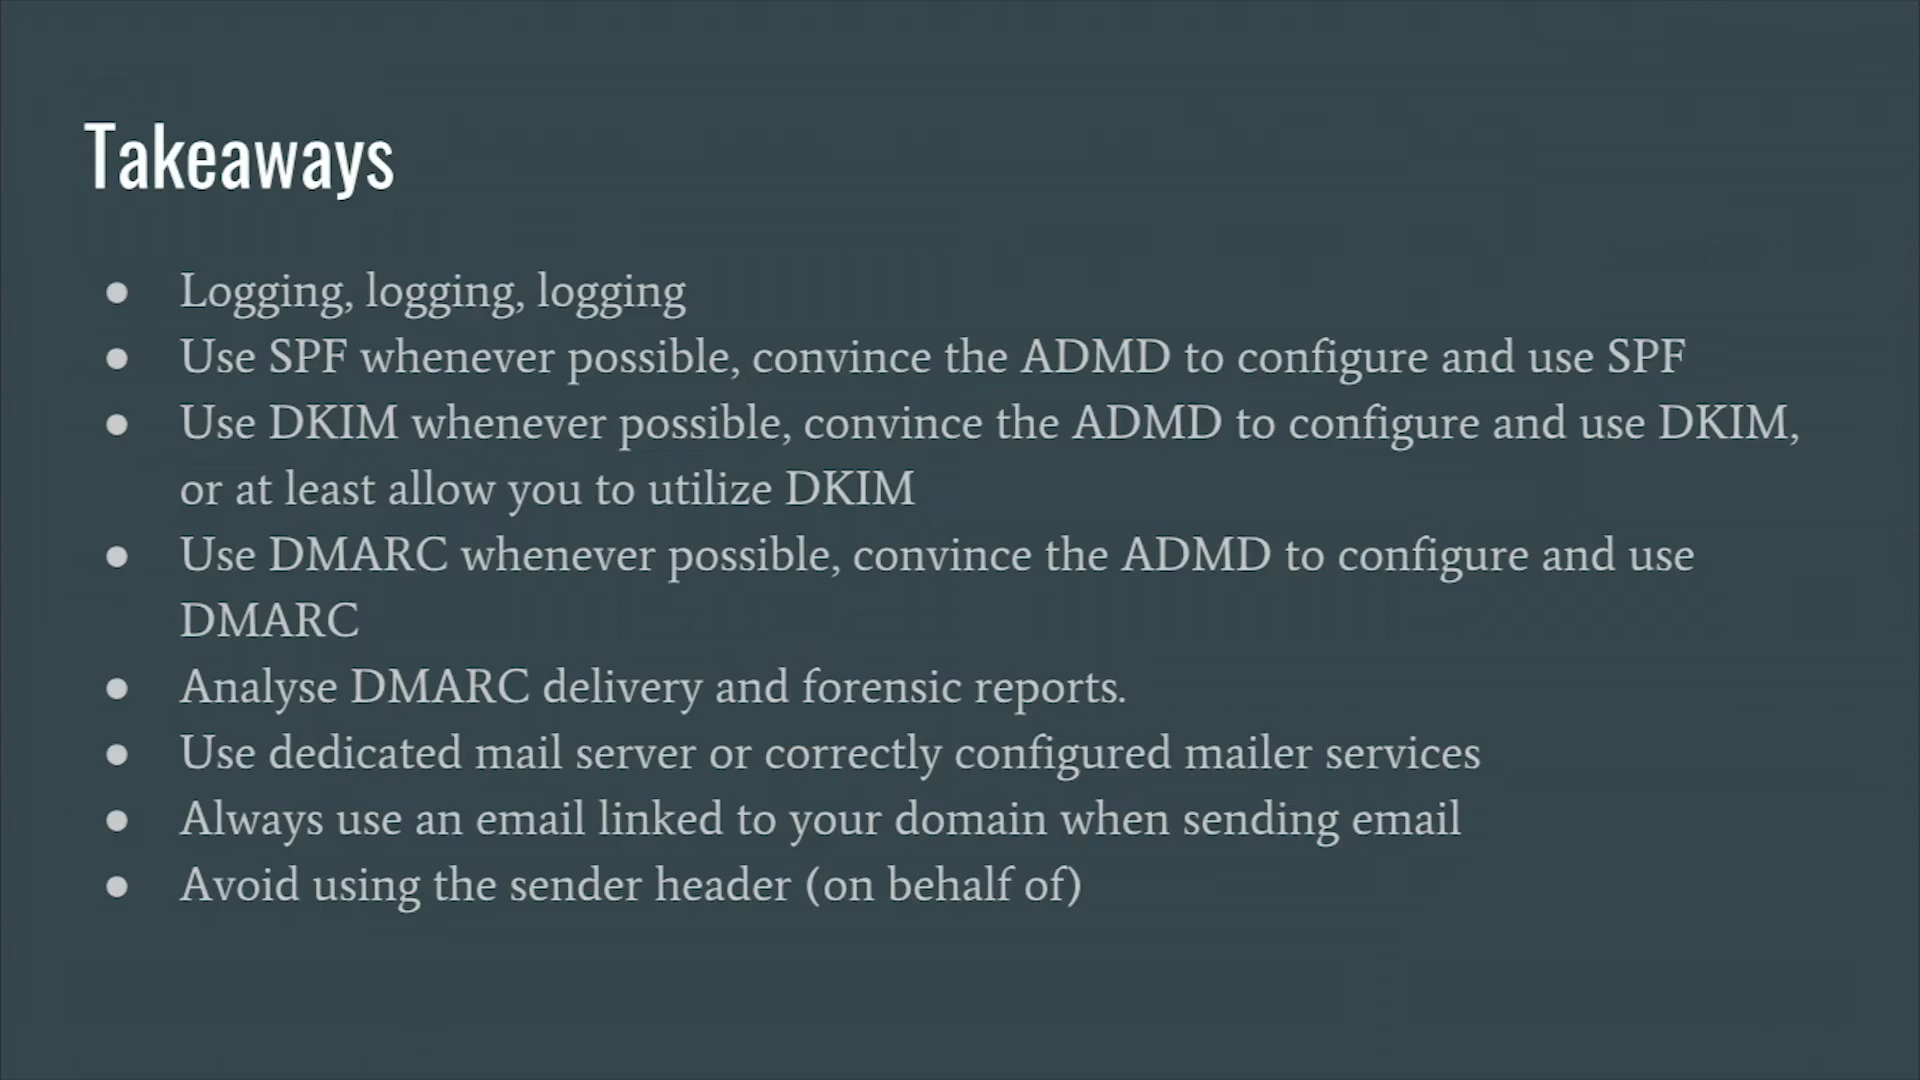 Takeaways
● Logging, logging, logging
● Use SPF whenever possible, convince the ADMD to configure and use SPF
● Use DKIM whenever possible, convince the ADMD to configure and use DKIM,
or at least allow you to utilize DKIM
● Use DMARC whenever possible, convince the ADMD to configure and use
DMARC
● Analyse DMARC delivery and forensic reports.
● Use dedicated mail server or correctly configured mailer services
● Always use an email linked to your domain when sending email
● Avoid using the sender header (on behalf of)